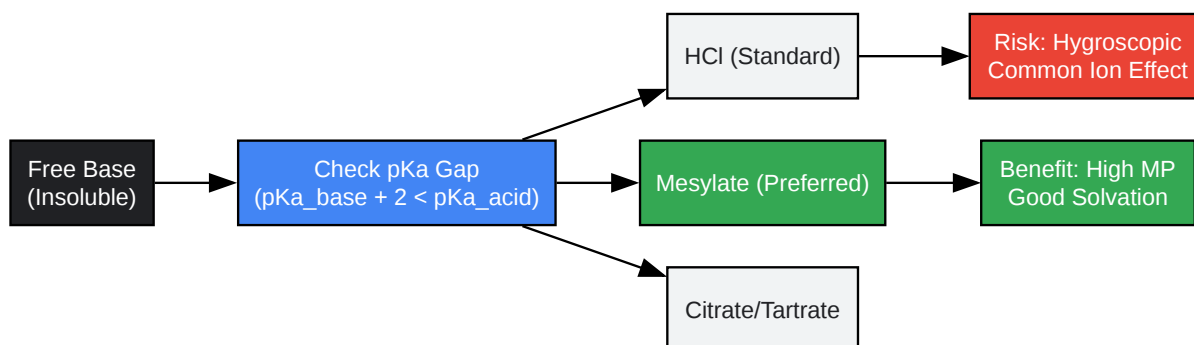 Free Base
(Insoluble)
Check pKa Gap
(pKa_base + 2 < pKa_acid)
HCl (Standard)
Risk: Hygroscopic
Common Ion Effect
Mesylate (Preferred)
Benefit: High MP
Good Solvation
Citrate/Tartrate